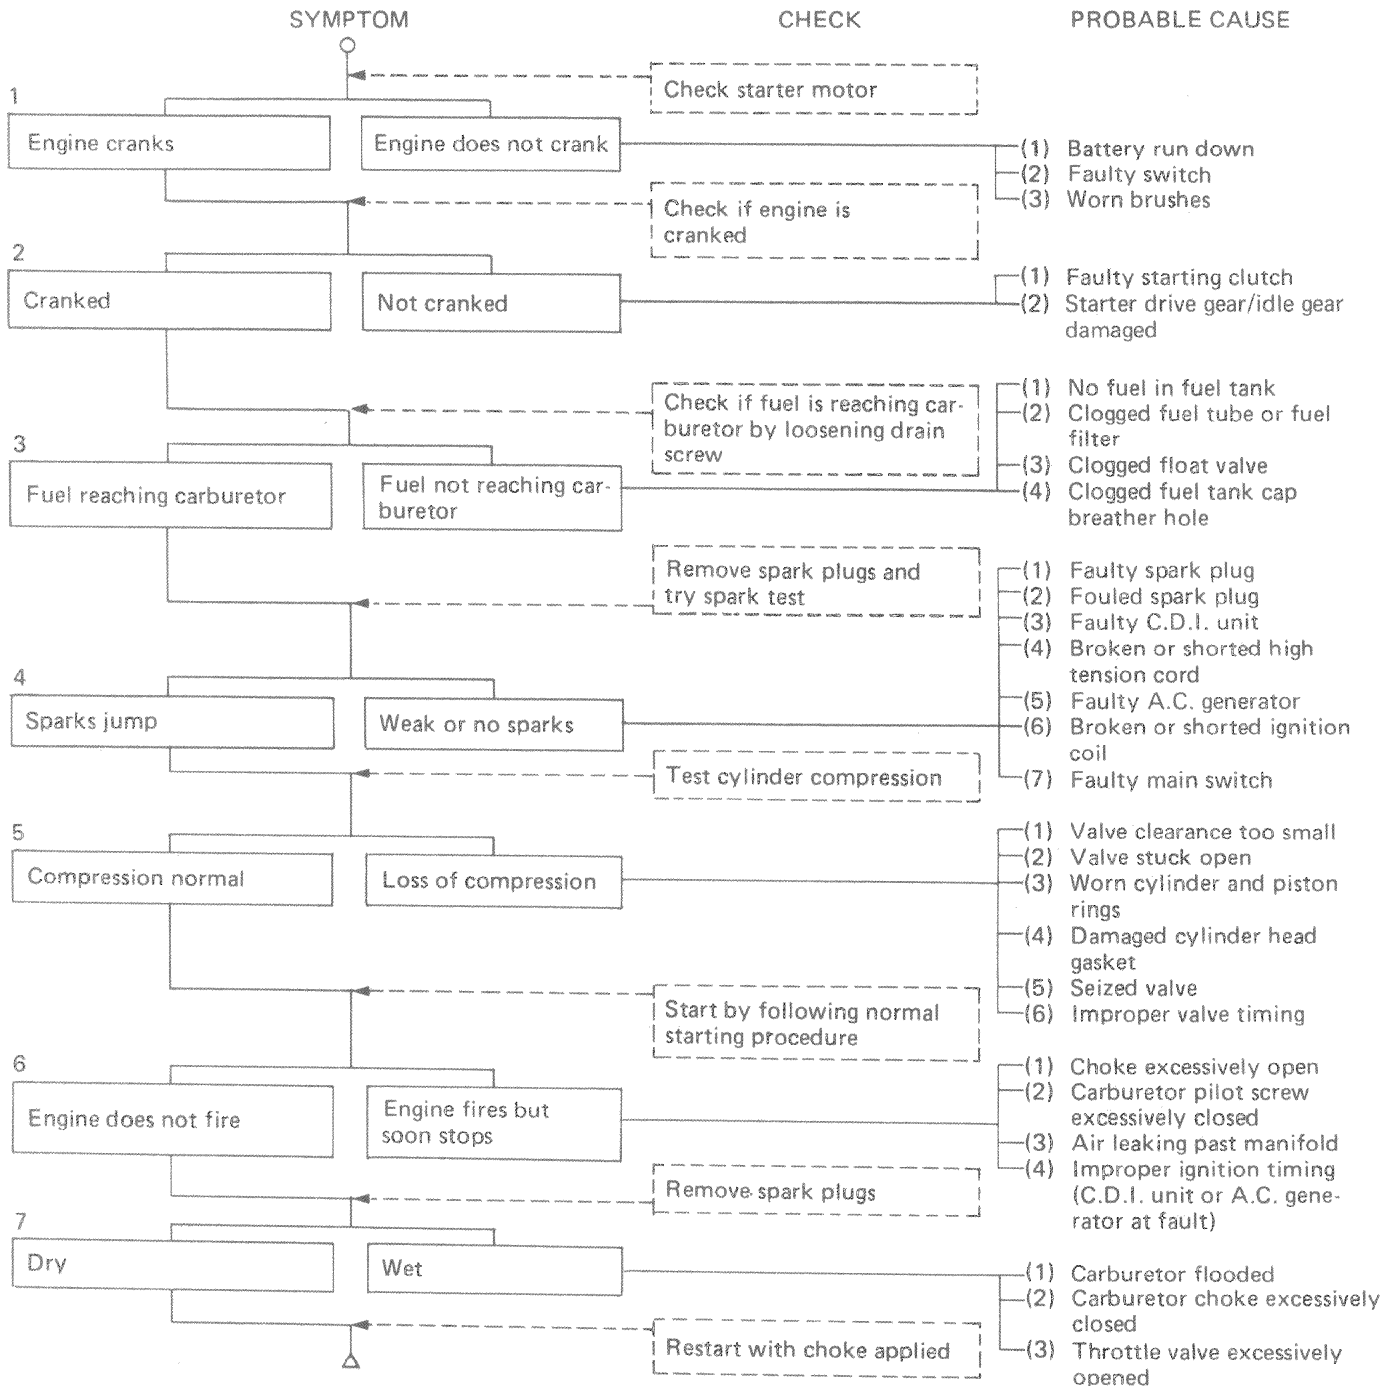 SYMPTOM
CHECK
PROBABLE CAUSE
Check starter motor
1
Engine cranks
Engine does not crank
(1) Battery run down
(2) Faulty switch
(3) Worn brushes
Check if engine is
cranked
2
Cranked
Not cranked
(1) Faulty starting clutch
(2) Starter drive gear/idle gear
damaged
Check if fuel is reaching car-
buretor by loosening drain
screw
3
Fuel reaching carburetor
Fuel not reaching car-
buretor
(1) No fuel in fuel tank
(2) Clogged fuel tube or fuel
filter
(3) Clogged float valve
(4) Clogged fuel tank cap
breather hole
Remove spark plugs and
try spark test
4
Sparks jump
Weak or no sparks
(1) Faulty spark plug
(2) Fouled spark plug
(3) Faulty C.D.I. unit
(4) Broken or shorted high
tension cord
(5) Faulty A.C. generator
(6) Broken or shorted ignition
coil
(7) Faulty main switch
Test cylinder compression
5
Compression normal
Loss of compression
(1) Valve clearance too small
(2) Valve stuck open
(3) Worn cylinder and piston
rings
(4) Damaged cylinder head
gasket
(5) Seized valve
(6) Improper valve timing
Start by following normal
starting procedure
6
Engine does not fire
Engine fires but
soon stops
(1) Choke excessively open
(2) Carburetor pilot screw
excessively closed
(3) Air leaking past manifold
(4) Improper ignition timing
(C.D.I. unit or A.C. gene-
rator at fault)
Remove spark plugs
7
Dry
Wet
(1) Carburetor flooded
(2) Carburetor choke excessively
closed
(3) Throttle valve excessively
opened
Restart with choke applied